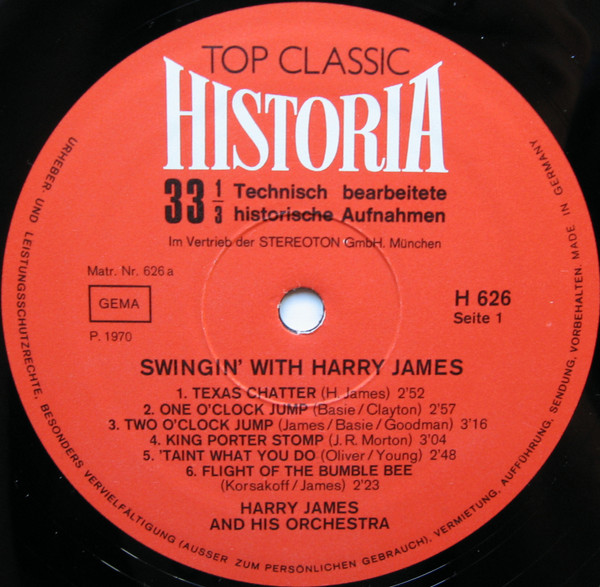 TOP CLASSIC
HISTORIA
33 1/3 Technisch bearbeitete
historische Aufnahmen
Im Vertrieb der STEREOTON GmbH. München
Matr. Nr. 626 a
GEMA
P. 1970
H 626
Seite 1
SWINGIN' WITH HARRY JAMES
1. TEXAS CHATTER (H. James) 2'52
2. ONE O'CLOCK JUMP (Basie/Clayton) 2'57
3. TWO O'CLOCK JUMP (James/Basie/Goodman) 3'16
4. KING PORTER STOMP (J. R. Morton) 3'04
5. 'TAINT WHAT YOU DO (Oliver/Young) 2'48
6. FLIGHT OF THE BUMBLE BEE
(Korsakoff/James) 2'23
HARRY JAMES
AND HIS ORCHESTRA
URHEBER- UND LEISTUNGSSCHUTZRECHTE, BESONDERS VERVIELFÄLTIGUNG (AUSSER ZUM PERSÖNLICHEN GEBRAUCH), VERMIETUNG, AUFFÜHRUNG, SENDUNG, VORBEHALTEN. MADE IN GERMANY